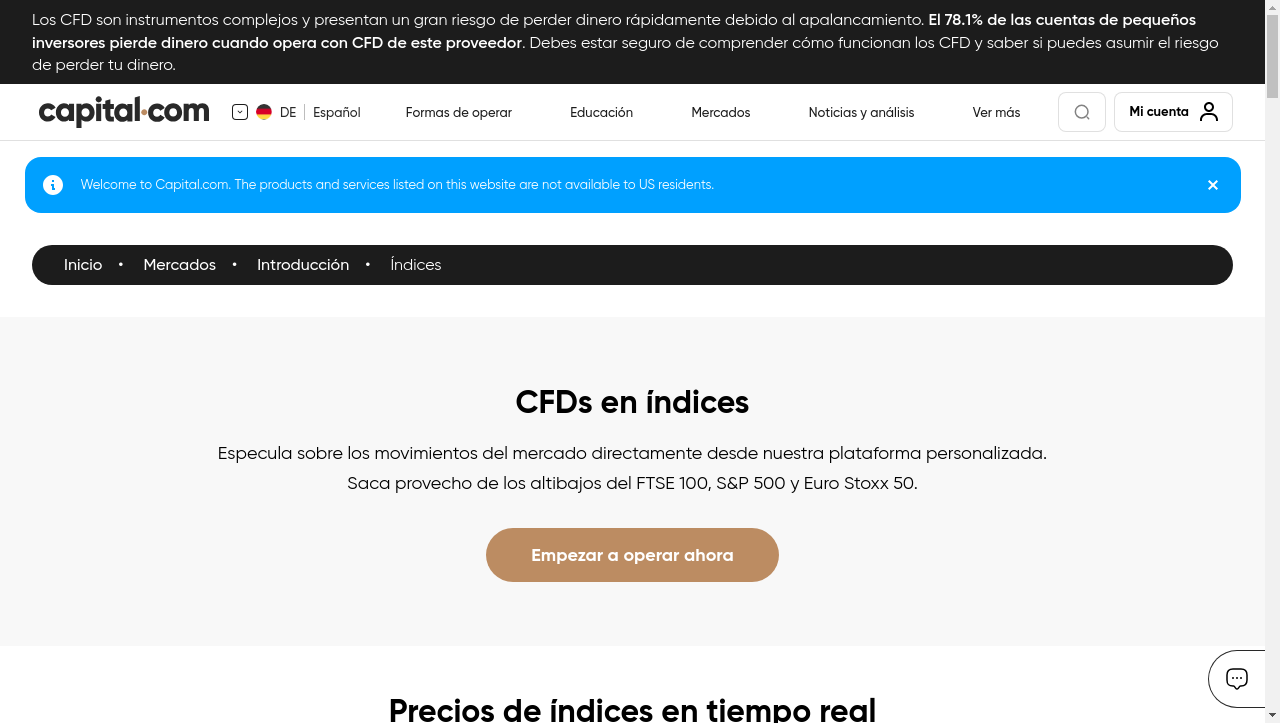 Los CFD son instrumentos complejos y presentan un gran riesgo de perder dinero rápidamente debido al apalancamiento. El 78.1% de las cuentas de pequeños
inversores pierde dinero cuando opera con CFD de este proveedor. Debes estar seguro de comprender cómo funcionan los CFD y saber si puedes asumir el riesgo
de perder tu dinero.
capital.com DE Español Formas de operar Educación Mercados Noticias y análisis Ver más Mi cuenta
Welcome to Capital.com. The products and services listed on this website are not available to US residents.
Inicio • Mercados • Introducción • Índices
CFDs en índices
Especula sobre los movimientos del mercado directamente desde nuestra plataforma personalizada.
Saca provecho de los altibajos del FTSE 100, S&P 500 y Euro Stoxx 50.
Empezar a operar ahora
Precios de índices en tiempo real